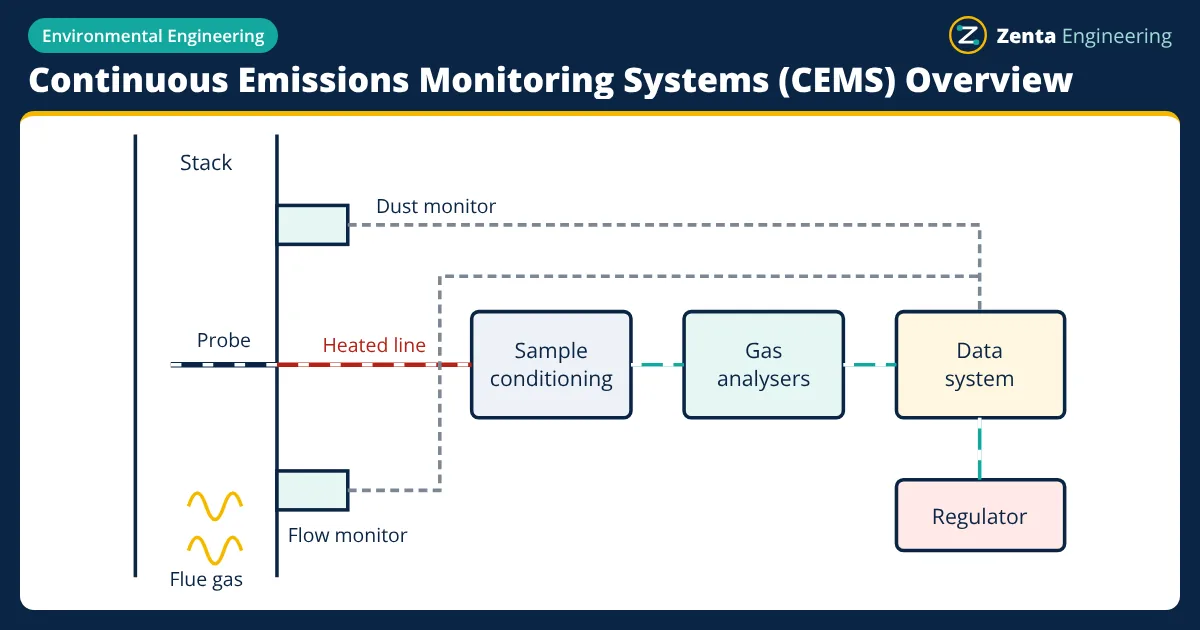 Environmental Engineering
Z Zenta Engineering
Continuous Emissions Monitoring Systems (CEMS) Overview
Stack
Dust monitor
Probe
Heated line
Sample
conditioning
Gas
analysers
Data
system
Regulator
Flow monitor
Flue gas